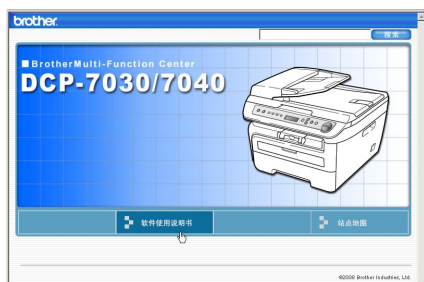 brother.
搜索
■BrotherMulti-Function Center
DCP-7030/7040
软件使用说明书
站点地图
©2008 Brother Industries, Ltd.